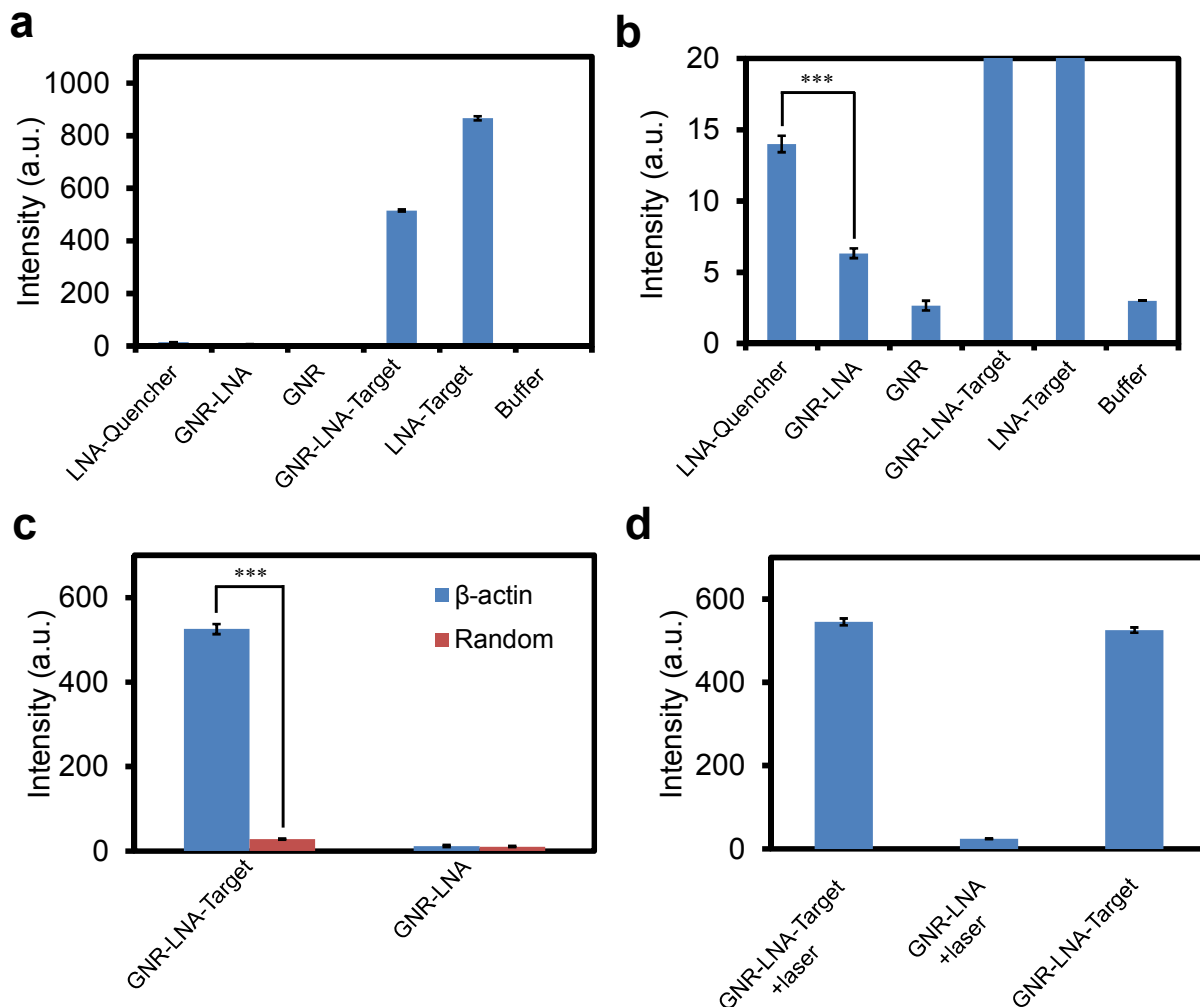 a
1000
800
600
400
200
0
Intensity (a.u.)
LNA-Quencher
GNR-LNA
GNR
GNR-LNA-Target
LNA-Target
Buffer
b
20
15
10
5
0
Intensity (a.u.)
***
LNA-Quencher
GNR-LNA
GNR
GNR-LNA-Target
LNA-Target
Buffer
c
600
400
200
0
Intensity (a.u.)
***
β-actin
Random
GNR-LNA-Target
GNR-LNA
d
600
400
200
0
Intensity (a.u.)
GNR-LNA-Target
+laser
GNR-LNA
+laser
GNR-LNA-Target